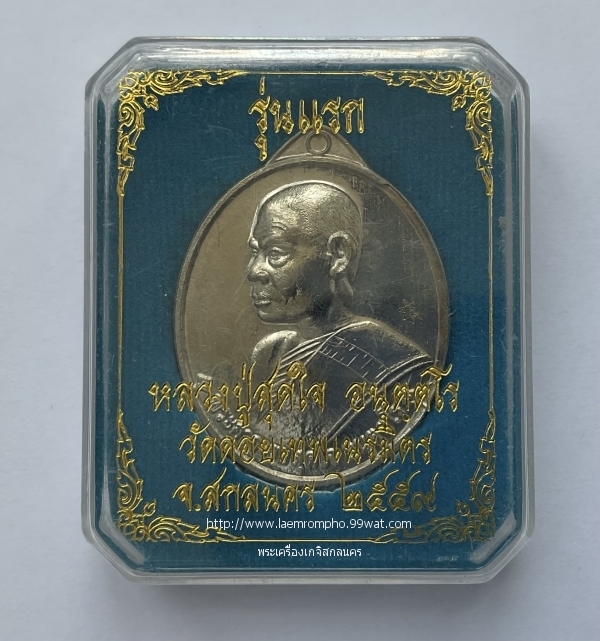 รุ่นแรก
หลวงปู่สุดใจ อนุตตโร
วัดดอยเทพเนรมิตร
จ.สกลนคร ๒๕๕๙
http://www.laemrompho.99wat.com
พระเครื่องเกจิสกลนคร